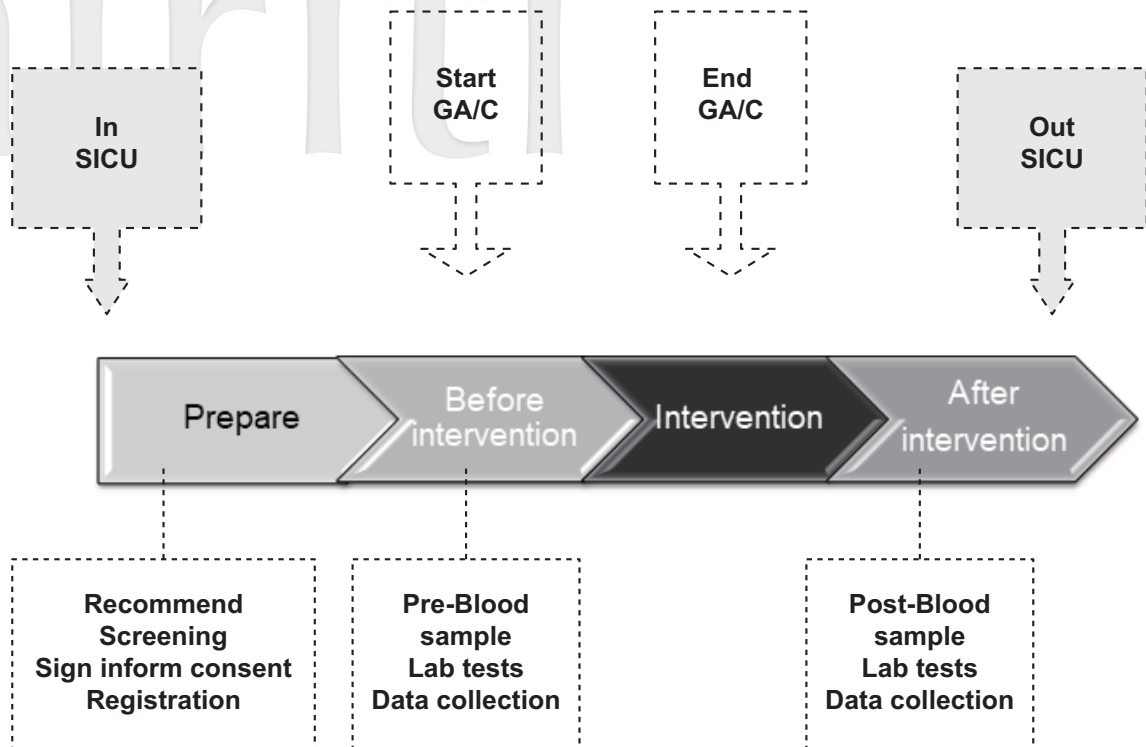 In
SICU
Start
GA/C
End
GA/C
Out
SICU
Prepare
Before
intervention
Intervention
After
intervention
Recommend
Screening
Sign inform consent
Registration
Pre-Blood
sample
Lab tests
Data collection
Post-Blood
sample
Lab tests
Data collection